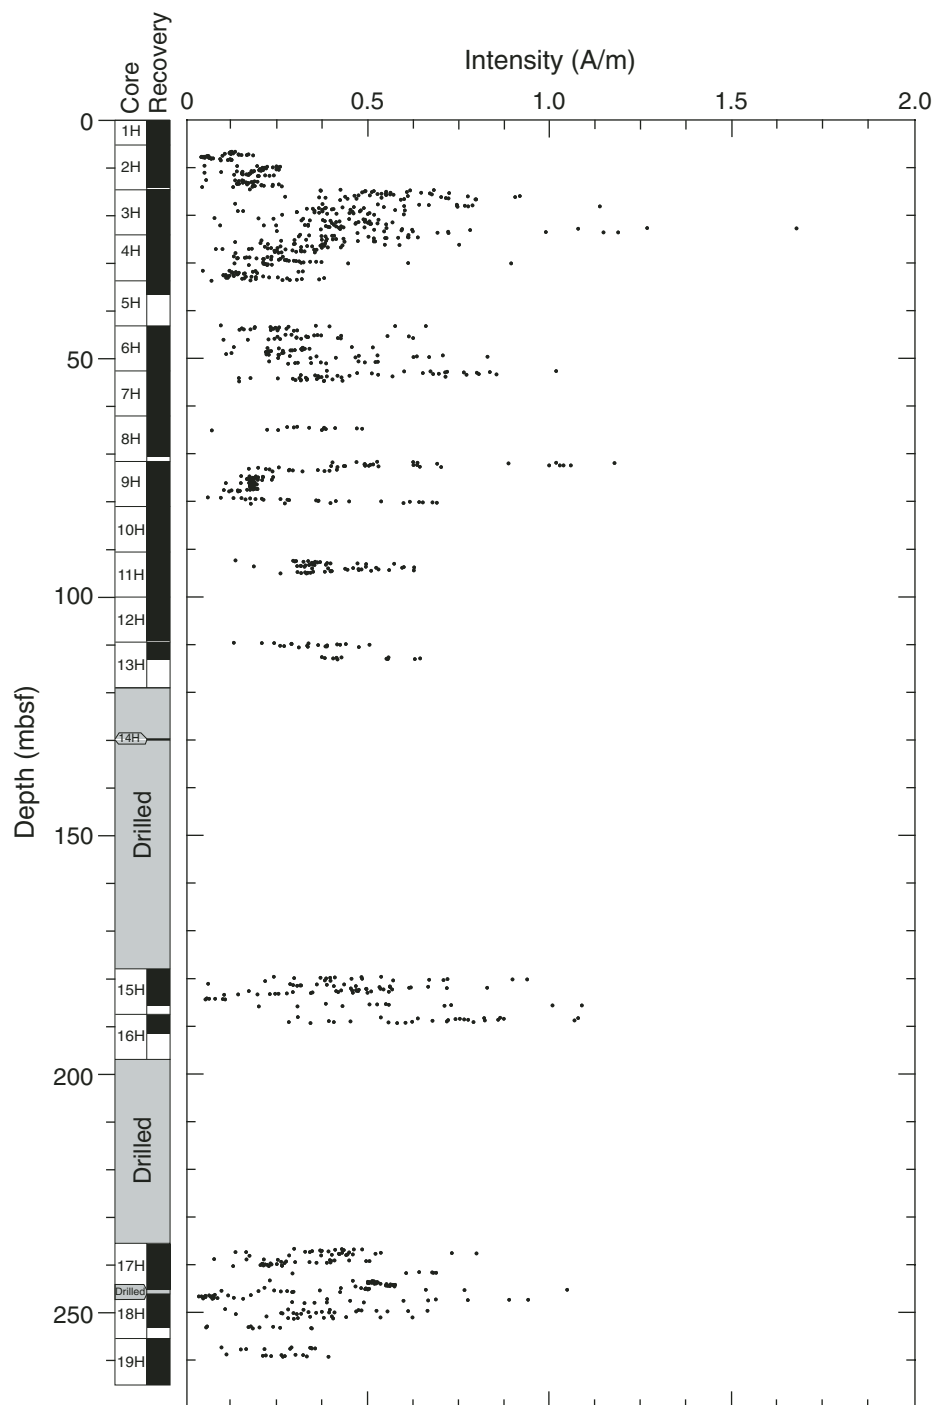 Intensity (A/m)
Core
Recovery
0
0.5
1.0
1.5
2.0
Depth (mbsf)
0
1H
2H
3H
4H
5H
6H
50
7H
8H
9H
10H
11H
100
12H
13H
14H
Drilled
150
15H
16H
200
Drilled
17H
Drilled
250
18H
19H